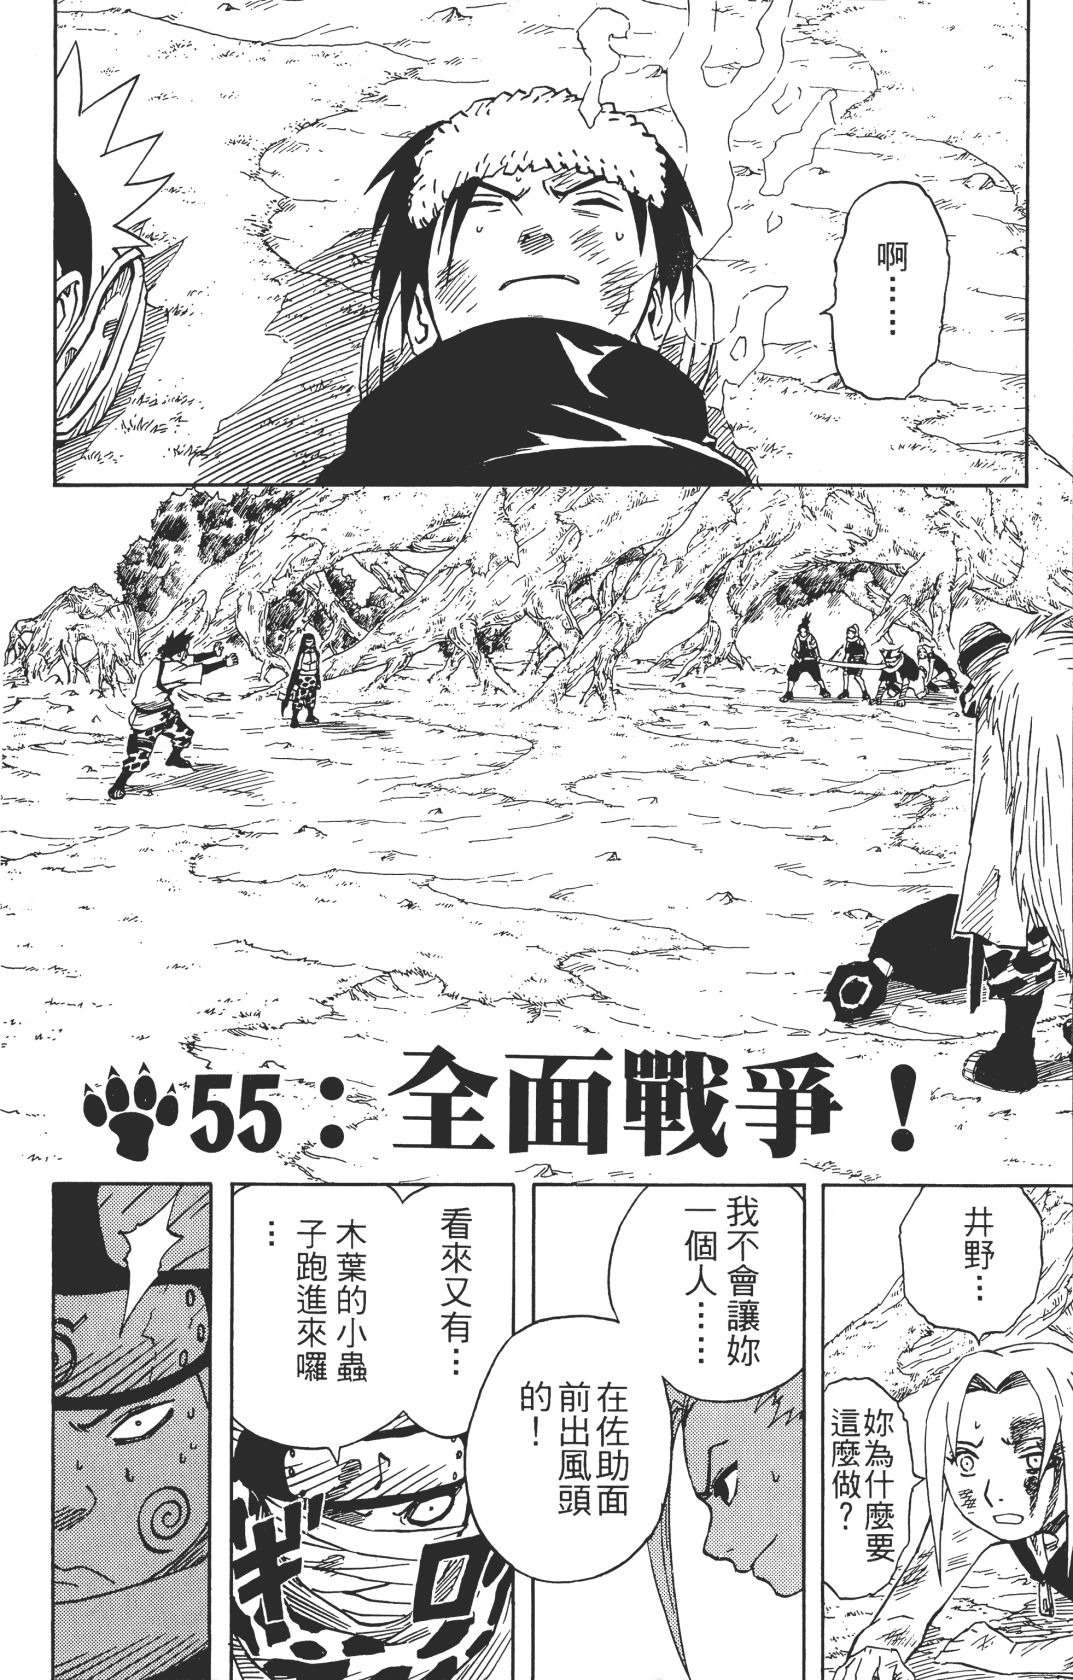 啊⋯⋯
55：全面戰爭！
井野⋯
妳為什麼要
這麼做？
我不會讓妳
一個人⋯⋯
在佐助面
前出風頭
的！
看來又有⋯
木葉的小蟲
子跑進來囉
⋯